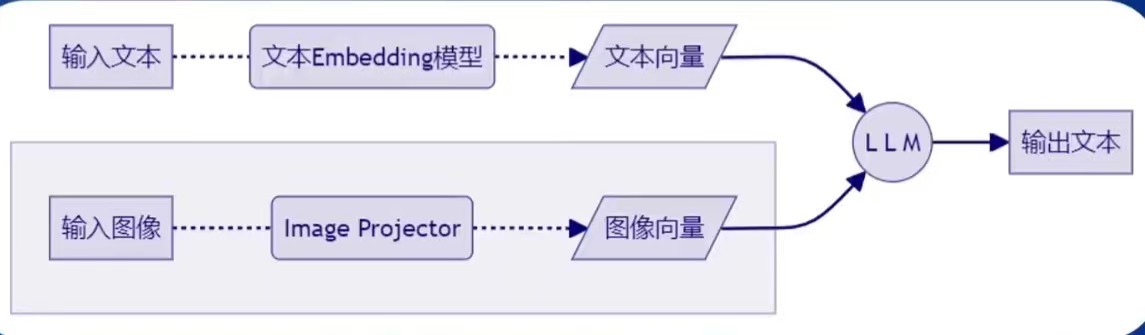 输入文本
文本Embedding模型
文本向量
LLM
输出文本
输入图像
Image Projector
图像向量